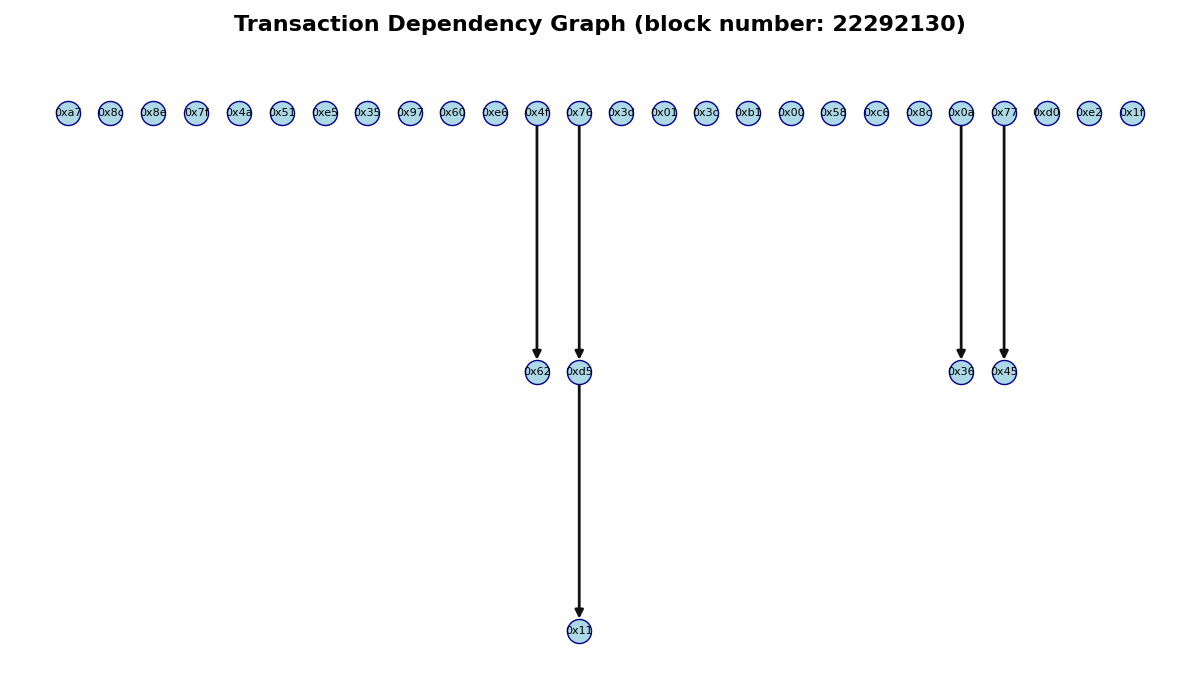 Transaction Dependency Graph (block number: 22292130)
0xa7 0x8c 0x8e 0x7f 0x4a 0x51 0xe5 0x35 0x97 0x60 0xe6 0x4f 0x76 0x3d 0x01 0x3c 0xb1 0x00 0x58 0xc6 0x8c 0x0a 0x77 0xd0 0xe2 0x1f
0x62 0xd5 0x36 0x45
0x11